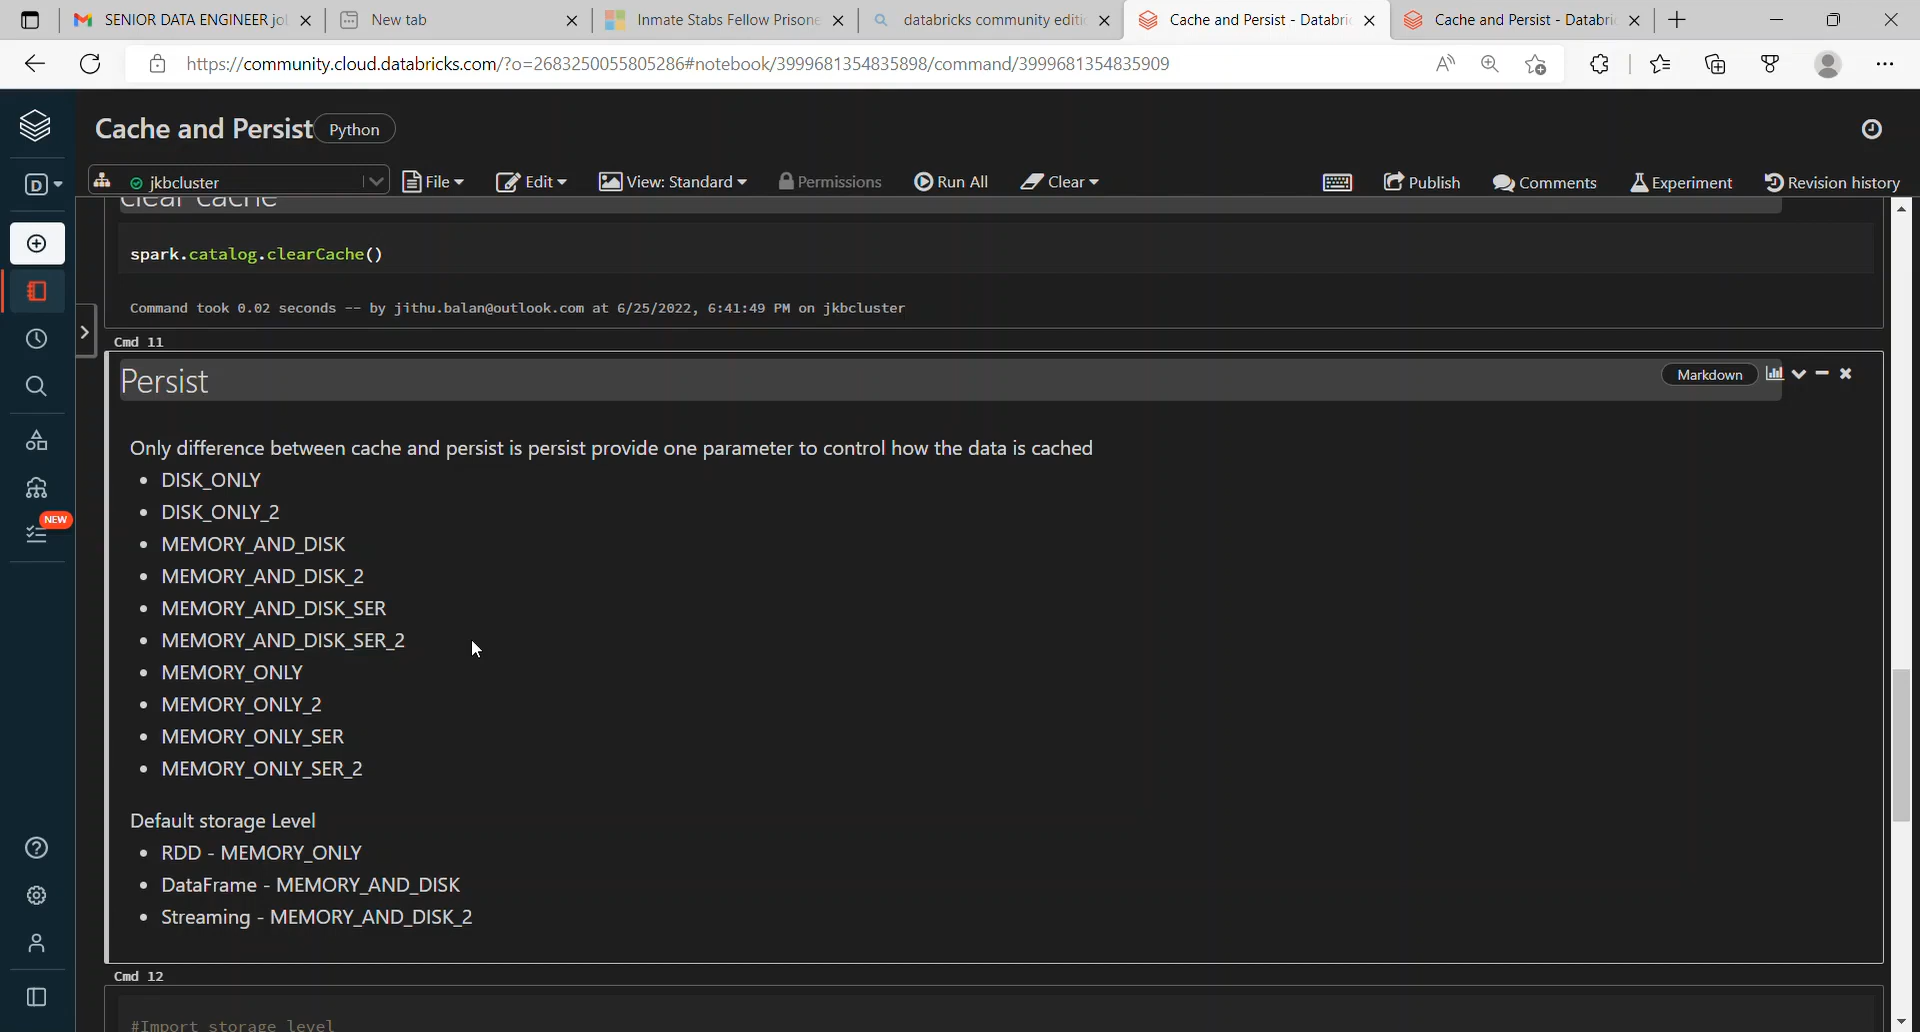 SENIOR DATA ENGINEER jo
New tab
Inmate Stabs Fellow Prisone
databricks community editi
Cache and Persist - Databri
Cache and Persist - Databri
https://community.cloud.databricks.com/?o=2683250055805286#notebook/3999681354835898/command/3999681354835909
Cache and Persist Python
D
jkbcluster File Edit View: Standard Permissions Run All Clear Publish Comments Experiment Revision history
clear cache
spark.catalog.clearCache()
Command took 0.02 seconds -- by jithu.balan@outlook.com at 6/25/2022, 6:41:49 PM on jkbcluster
Cmd 11
Persist
Markdown
Only difference between cache and persist is persist provide one parameter to control how the data is cached
• DISK_ONLY
• DISK_ONLY_2
NEW
• MEMORY_AND_DISK
• MEMORY_AND_DISK_2
• MEMORY_AND_DISK_SER
• MEMORY_AND_DISK_SER_2
• MEMORY_ONLY
• MEMORY_ONLY_2
• MEMORY_ONLY_SER
• MEMORY_ONLY_SER_2
Default storage Level
• RDD - MEMORY_ONLY
• DataFrame - MEMORY_AND_DISK
• Streaming - MEMORY_AND_DISK_2
Cmd 12
#Import storage level